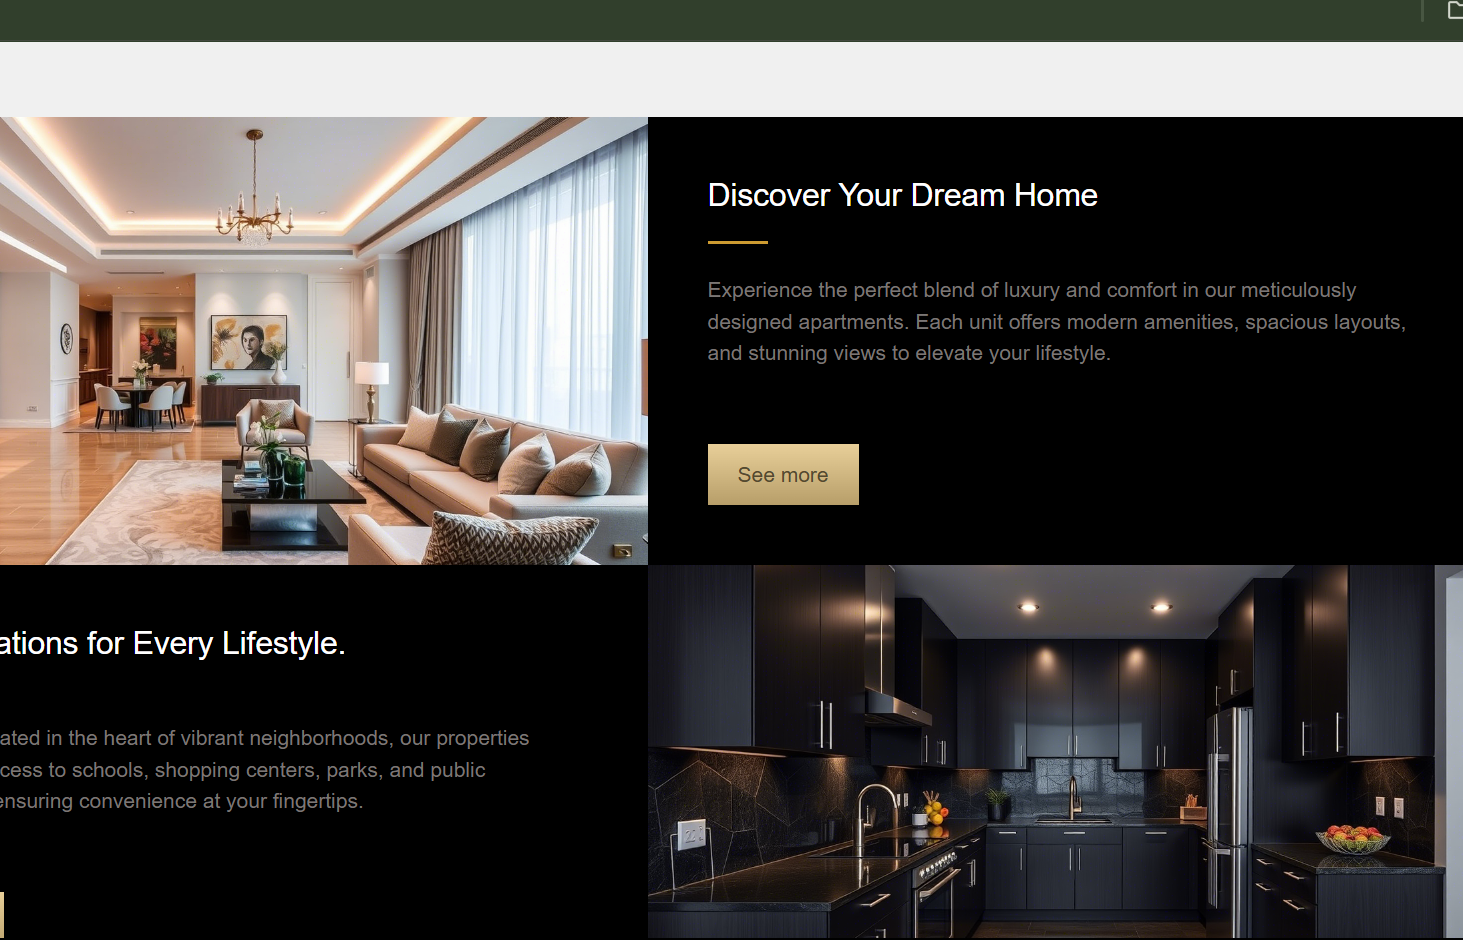 Discover Your Dream Home
Experience the perfect blend of luxury and comfort in our meticulously
designed apartments. Each unit offers modern amenities, spacious layouts,
and stunning views to elevate your lifestyle.
See more
ations for Every Lifestyle.
ated in the heart of vibrant neighborhoods, our properties
cess to schools, shopping centers, parks, and public
ensuring convenience at your fingertips.